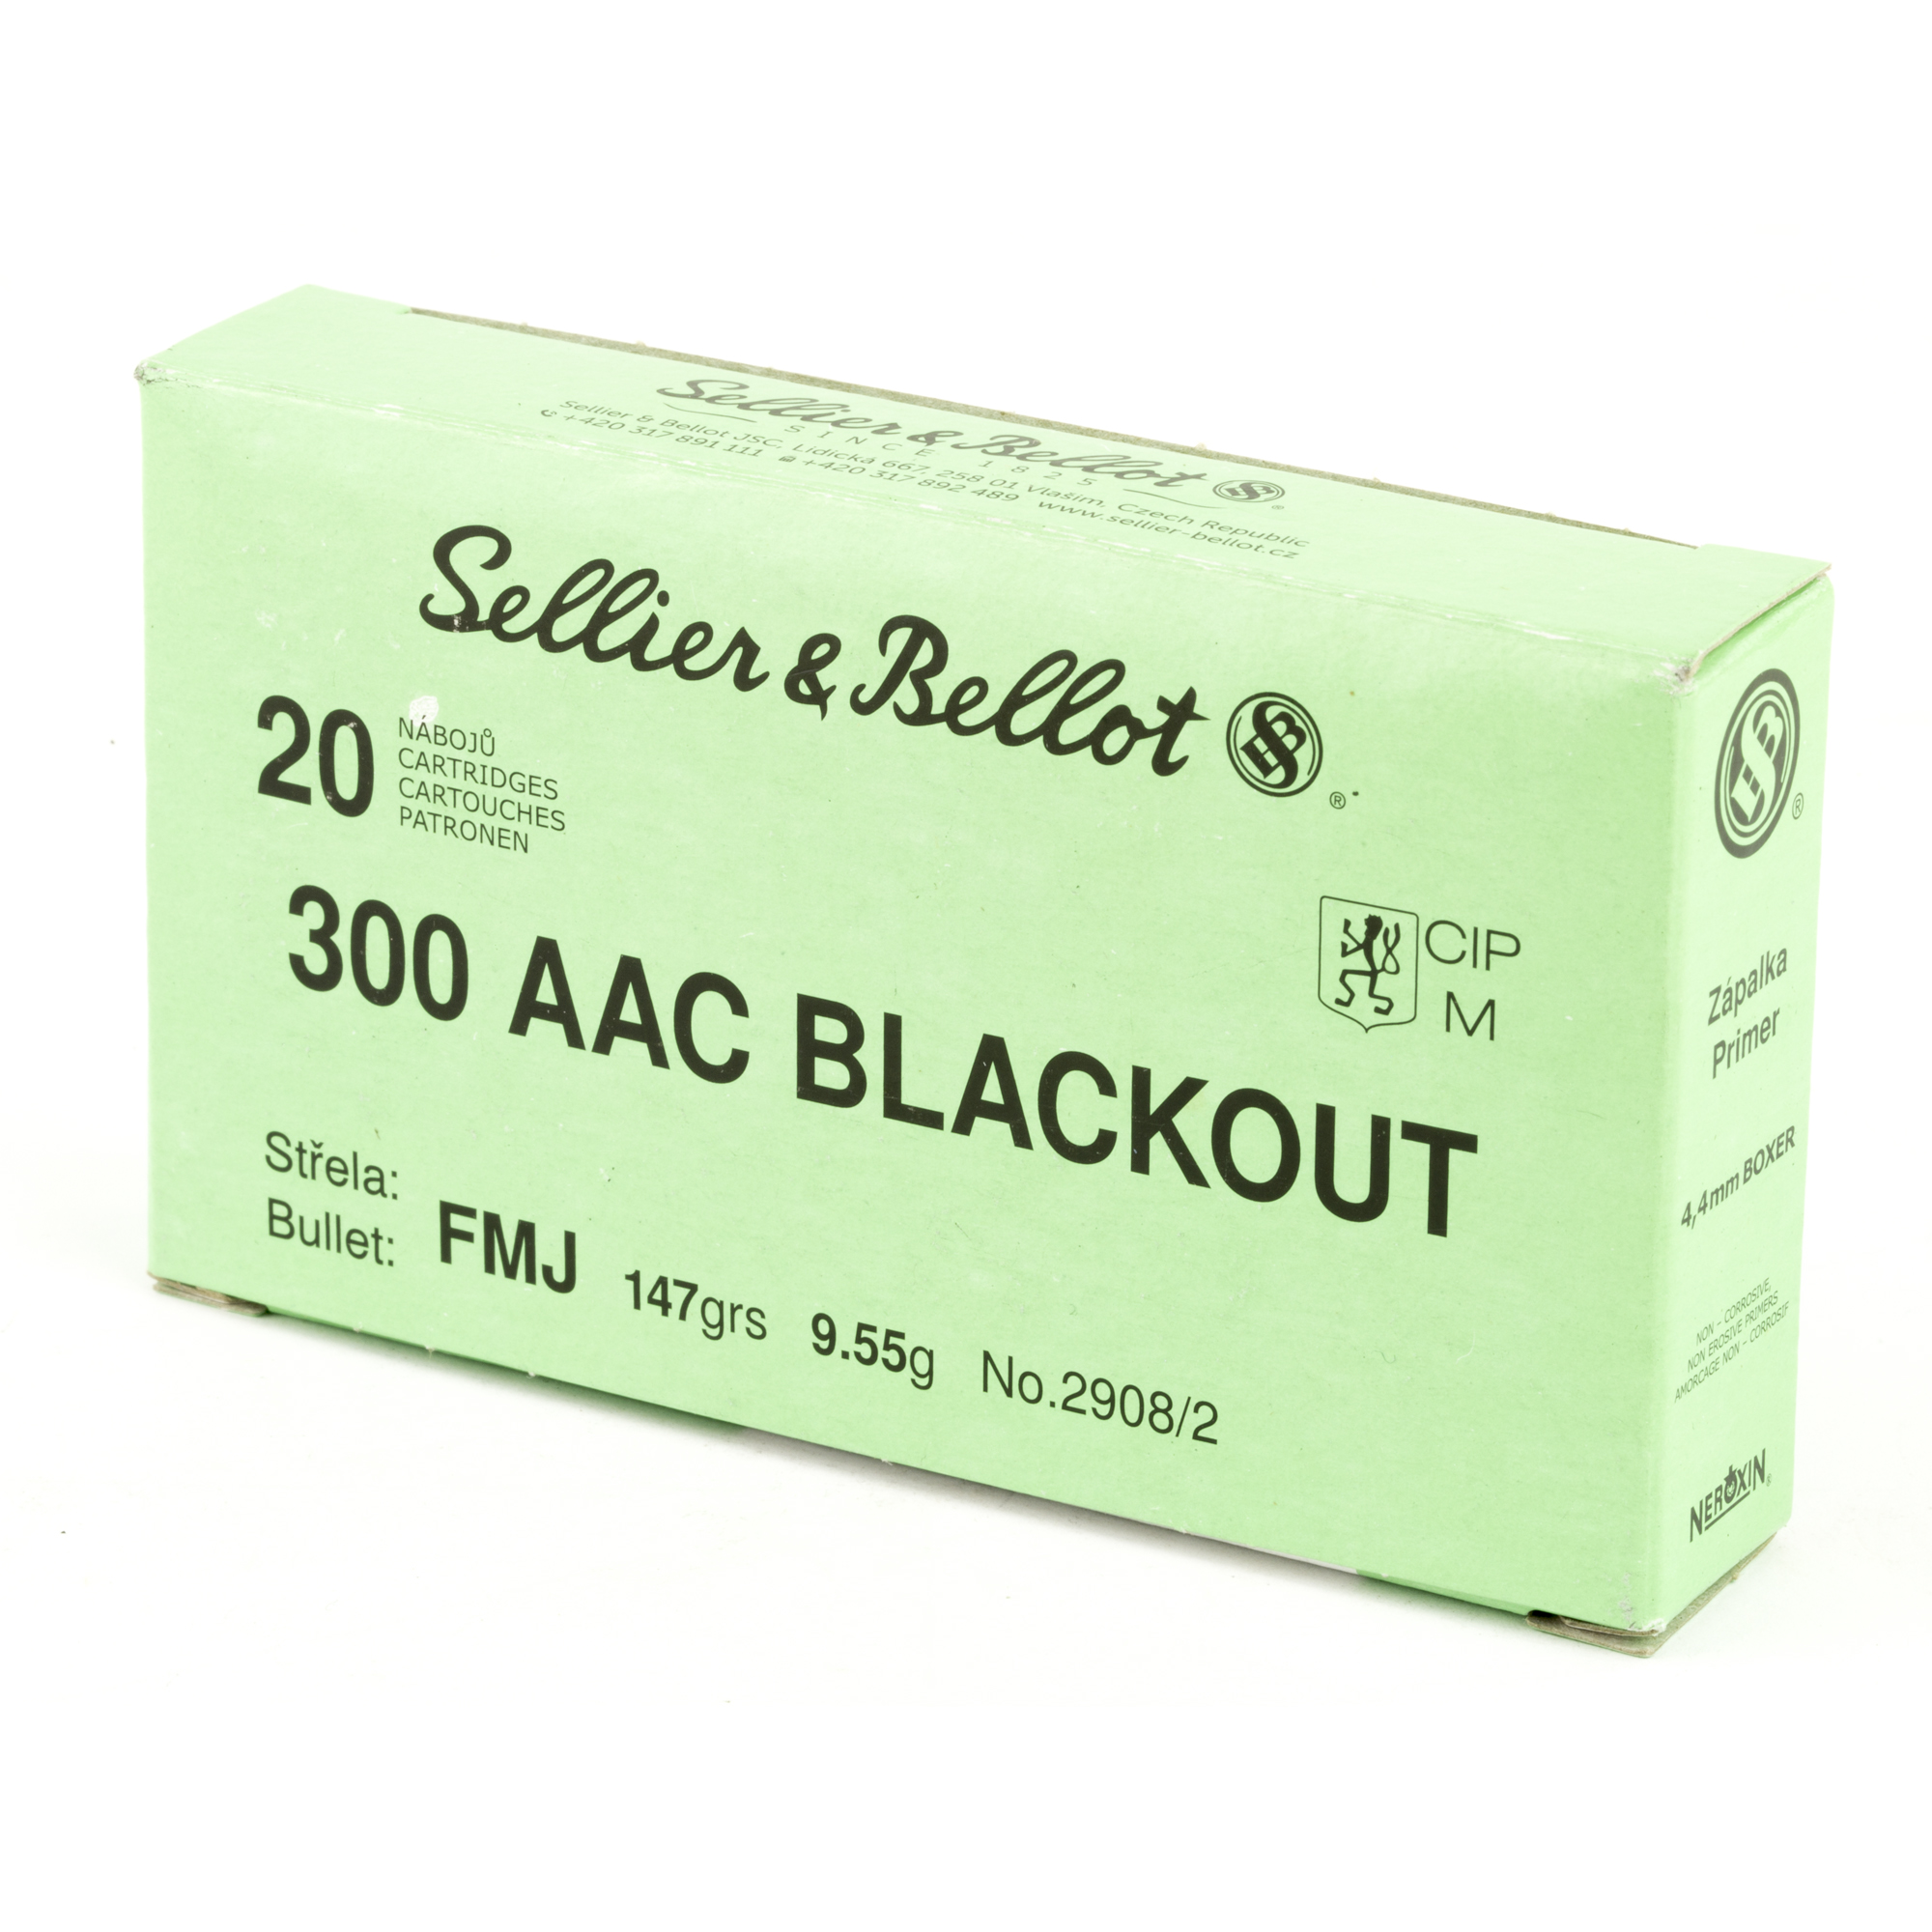 Sellier & Bellot
SINCE 1825
Sellier & Bellot JSC, Lidická 667, 258 01 Vlašim, Czech Republic
+420 317 891 111 +420 317 892 489 www.sellier-bellot.cz
Sellier & Bellot SB ®
20 NÁBOJŮ
CARTRIDGES
CARTOUCHES
PATRONEN
CIP
M
300 AAC BLACKOUT
Střela:
Bullet: FMJ 147grs 9.55g No.2908/2
SB ®
Zápalka
Primer
4,4mm BOXER
NON - CORROSIVE,
NON EROSIVE PRIMERS
AMORCAGE NON - CORROSIF
NEROXIN®